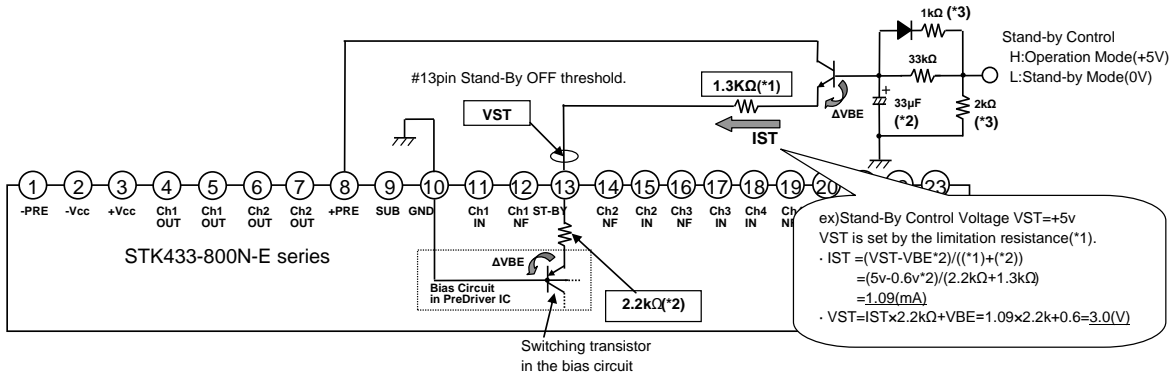 1kΩ (*3)
Stand-by Control
H:Operation Mode(+5V)
L:Stand-by Mode(0V)
33kΩ
#13pin Stand-By OFF threshold.
1.3KΩ(*1)
VST
ΔVBE
33μF
(*2)
2kΩ
(*3)
IST
1 2 3 4 5 6 7 8 9 10 11 12 13 14 15 16 17 18 19 20 23
-PRE -Vcc +Vcc Ch1 OUT Ch1 OUT Ch2 OUT Ch2 OUT +PRE SUB GND Ch1 IN Ch1 NF ST-BY Ch2 NF Ch2 IN Ch3 NF Ch3 IN Ch4 IN Ch NF
STK433-800N-E series
ΔVBE
Bias Circuit
in PreDriver IC
2.2kΩ(*2)
Switching transistor
in the bias circuit
ex)Stand-By Control Voltage VST=+5v
VST is set by the limitation resistance(*1).
· IST =(VST-VBE*2)/((*1)+(*2))
=(5v-0.6v*2)/(2.2kΩ+1.3kΩ)
=1.09(mA)
· VST=IST×2.2kΩ+VBE=1.09×2.2k+0.6=3.0(V)